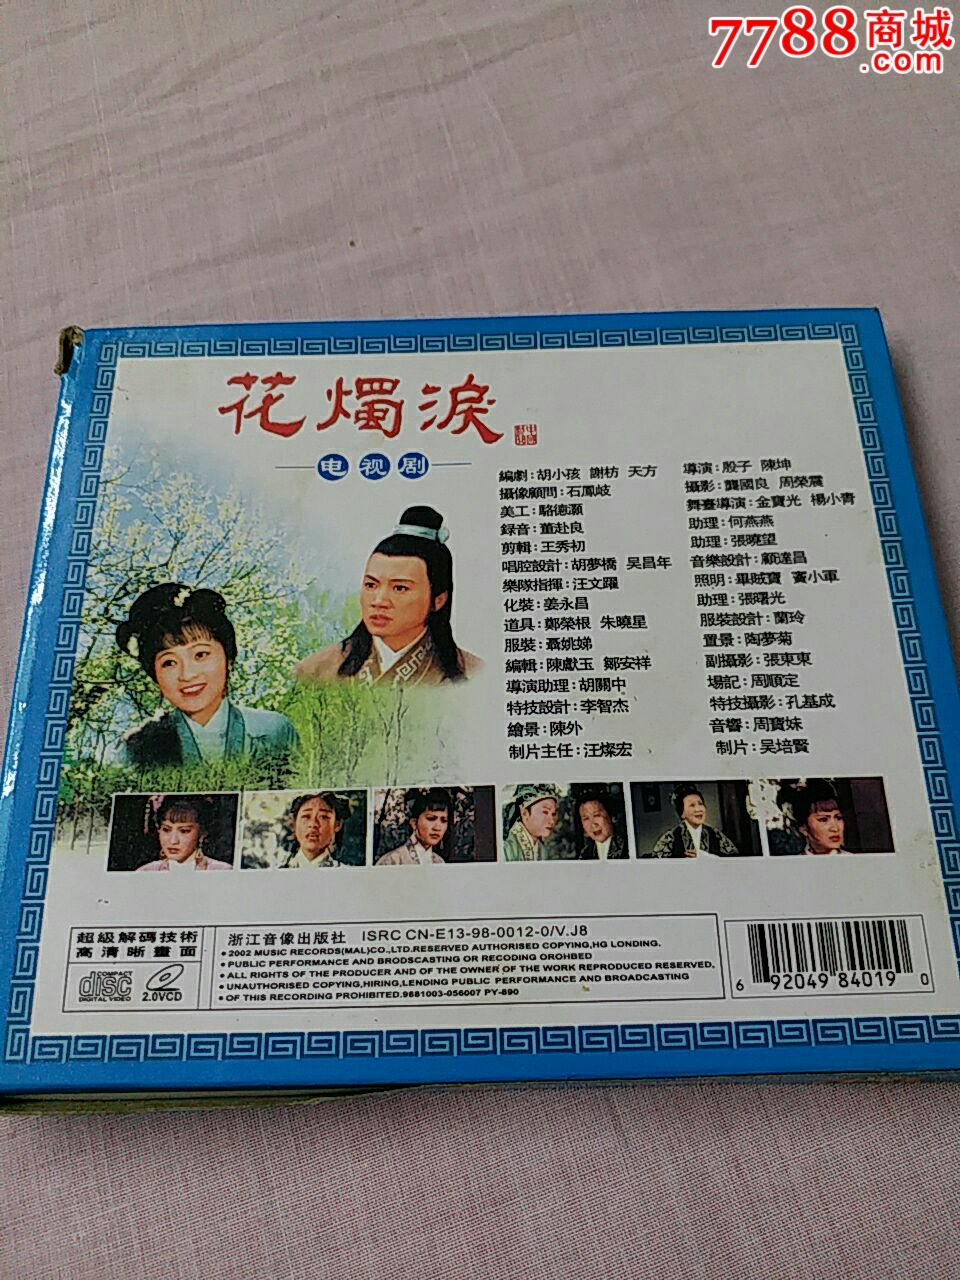 7788商城
.com
花燭淚
电视剧
編劇:胡小孩 謝枋 天方
攝像顧問:石鳳岐
美工:駱德灝
録音:董赴良
剪輯:王秀初
唱腔設計:胡夢橋 吴昌年
樂隊指揮:汪文躍
化裝:姜永昌
道具:鄭榮根 朱曉星
服裝:聶姚娣
編輯:陳獻玉 鄒安祥
導演助理:胡關中
特技設計:李智杰
繪景:陳外
制片主任:汪燦宏
導演:殷子 陳坤
攝影:龔國良 周榮震
舞臺導演:金寶光 楊小青
助理:何燕燕
助理:張曉望
音樂設計:顧達昌
照明:畢賊寶 竇小軍
助理:張曙光
服裝設計:蘭玲
置景:陶夢菊
副攝影:張東東
場記:周順定
特技攝影:孔基成
音響:周寶妹
制片:吴培賢
超級解碼技術
高清晰畫面
COMPACT
disc
DIGITAL VIDEO
2.0VCD
浙江音像出版社 ISRC CN-E13-98-0012-0/V.J8
• 2002 MUSIC RECORDS(MAL)CO.,LTD.RESERVED AUTHORISED COPYING,HG LONDING.
• PUBLIC PERFORMANCE AND BRODSCASTING OR RECODING OROHBED
• ALL RIGHTS OF THE PRODUCER AND OF THE OWNER OF THE WORK REPRODUCED RESERVED.
• UNAUTHORISED COPYING,HIRING,LENDING PUBLIC PERFORMANCE AND BROADCASTING
• OF THIS RECORDING PROHIBITED.9681003-056007 PY-890
6 92049 84019 0